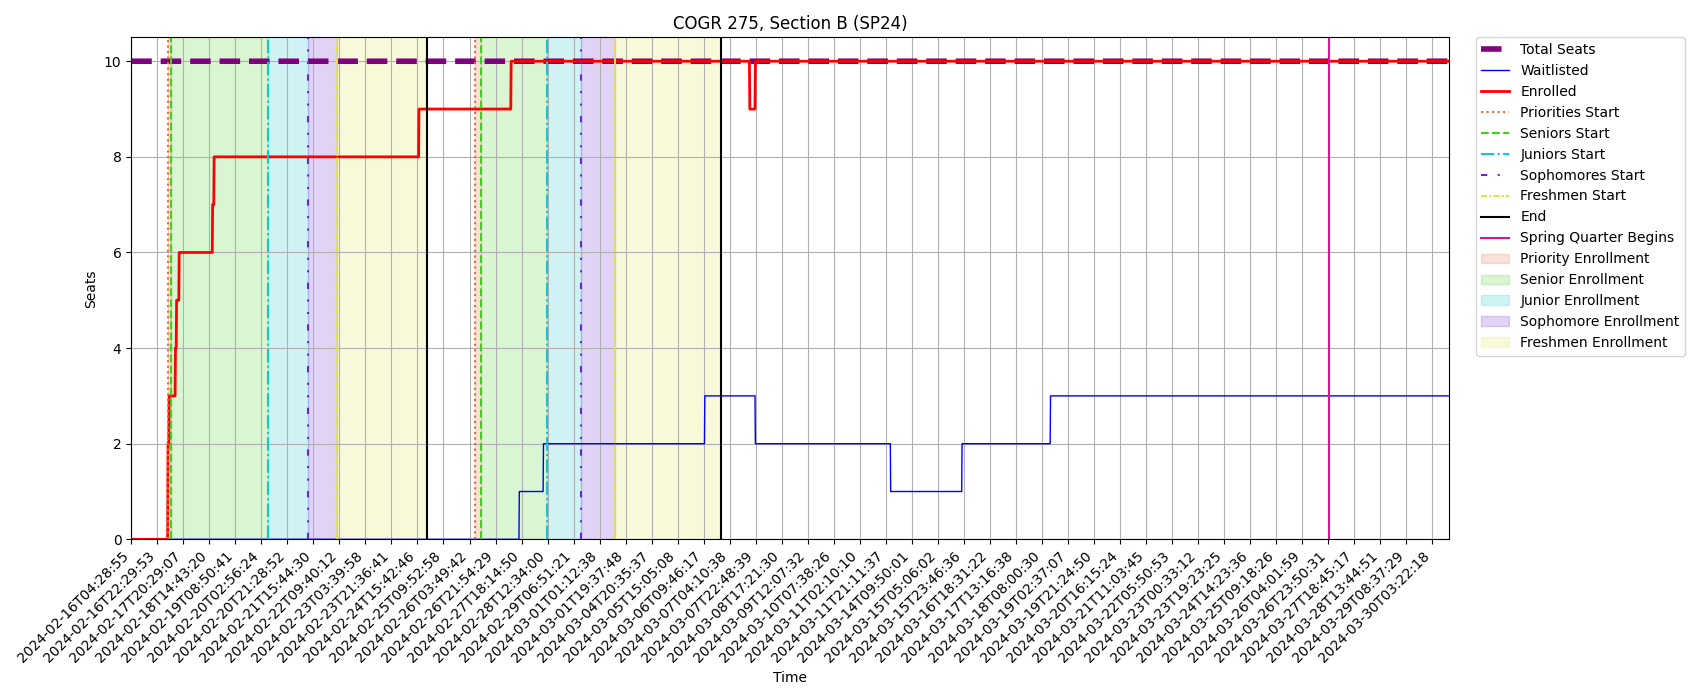 COGR 275, Section B (SP24)
Seats
10
8
6
4
2
0
2024-02-16T04:28:55
2024-02-16T22:29:53
2024-02-17T20:29:07
2024-02-18T14:43:20
2024-02-19T08:50:41
2024-02-20T02:56:24
2024-02-20T21:28:52
2024-02-21T15:44:30
2024-02-22T09:40:12
2024-02-23T03:39:58
2024-02-23T21:36:41
2024-02-24T15:42:46
2024-02-25T09:52:58
2024-02-26T03:49:42
2024-02-26T21:54:29
2024-02-27T18:14:50
2024-02-28T12:34:00
2024-02-29T06:51:21
2024-03-01T01:12:38
2024-03-01T19:37:48
2024-03-04T20:35:37
2024-03-05T15:05:08
2024-03-06T09:46:17
2024-03-07T04:10:38
2024-03-07T22:48:39
2024-03-08T17:21:30
2024-03-09T12:07:32
2024-03-10T07:38:26
2024-03-11T02:10:10
2024-03-11T21:11:37
2024-03-14T09:50:01
2024-03-15T05:06:02
2024-03-15T23:46:36
2024-03-16T18:31:22
2024-03-17T13:16:38
2024-03-18T08:00:30
2024-03-19T02:37:07
2024-03-19T21:24:50
2024-03-20T16:15:24
2024-03-21T11:03:45
2024-03-22T05:50:53
2024-03-23T00:33:12
2024-03-23T19:23:25
2024-03-24T14:23:36
2024-03-25T09:18:26
2024-03-26T04:01:59
2024-03-26T23:50:31
2024-03-27T18:45:17
2024-03-28T13:44:51
2024-03-29T08:37:29
2024-03-30T03:22:18
Time
Total Seats
Waitlisted
Enrolled
Priorities Start
Seniors Start
Juniors Start
Sophomores Start
Freshmen Start
End
Spring Quarter Begins
Priority Enrollment
Senior Enrollment
Junior Enrollment
Sophomore Enrollment
Freshmen Enrollment